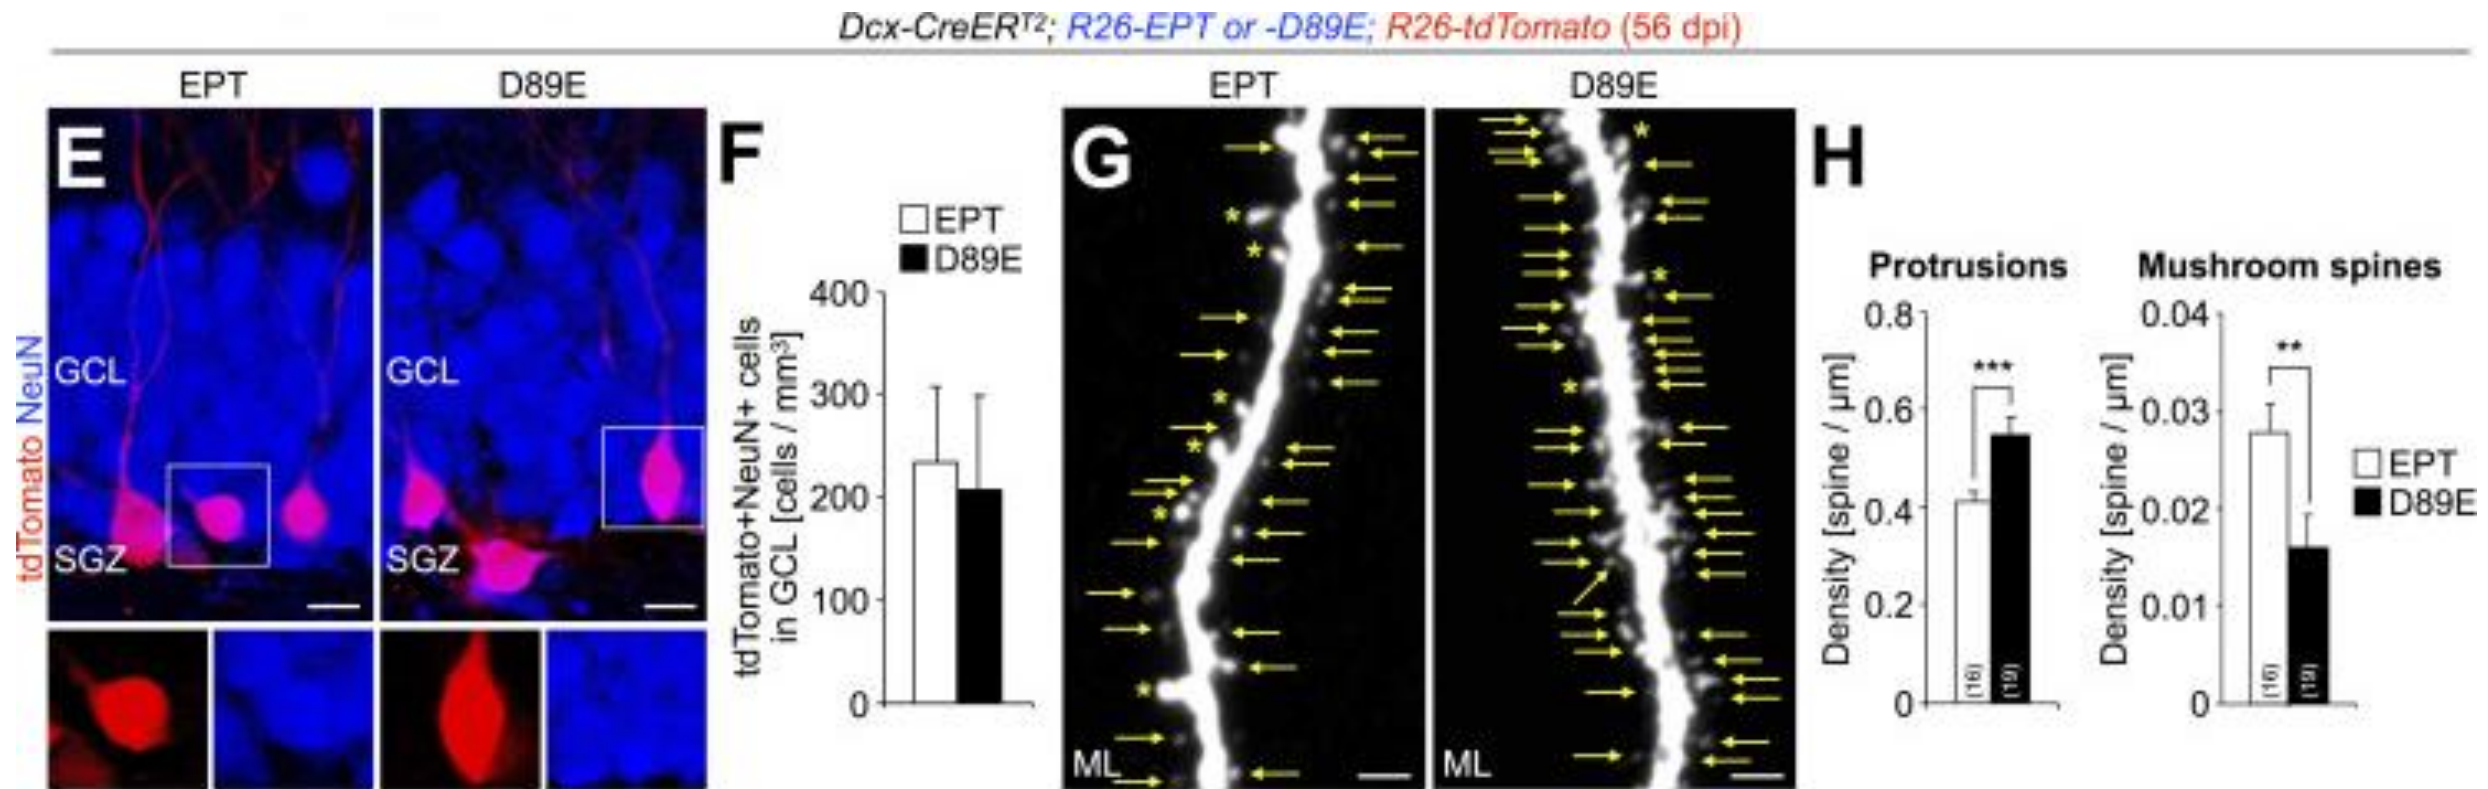 Dcx-CreERT2; R26-EPT or -D89E; R26-tdTomato (56 dpi)
EPT
D89E
E
tdTomato NeuN
GCL
SGZ
GCL
SGZ
F
EPT
D89E
tdTomato+NeuN+ cells
in GCL [cells / mm3]
400
300
200
100
0
EPT
D89E
G
*
*
*
*
*
*
ML
*
*
*
ML
H
Protrusions
Density [spine / µm]
0.8
0.6
0.4
0.2
0
***
(16)
(19)
Mushroom spines
Density [spine / µm]
0.04
0.03
0.02
0.01
0
**
(16)
(19)
EPT
D89E